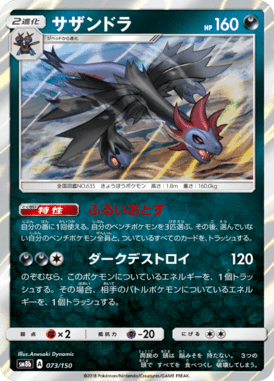 2進化
サザンドラ
HP 160
ジヘッドから進化
全国図鑑NO.635 きょうぼうポケモン 高さ:1.8m 重さ:160.0kg
特性 ふるいおとす
自分の番に1回使える。自分のベンチポケモンを3匹選ぶ。その後、選んでいないベンチポケモン全員と、ついているすべてのカードを、トラッシュする。
ダークデストロイ 120
のぞむなら、このポケモンについているエネルギーを、1個トラッシュする。その場合、相手のバトルポケモンについているエネルギーを、1個トラッシュする。
弱点 ×2 抵抗力 -20 にげる
Illus.Anesaki Dynamic
SM8b A 073/150
©2018 Pokémon/Nintendo/Creatures/GAME FREAK.